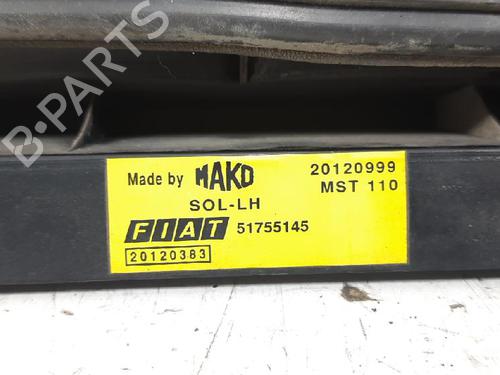 B-PARTS
Made by MAKO 20120999
SOL-LH MST 110
FIAT 51755145
20120383